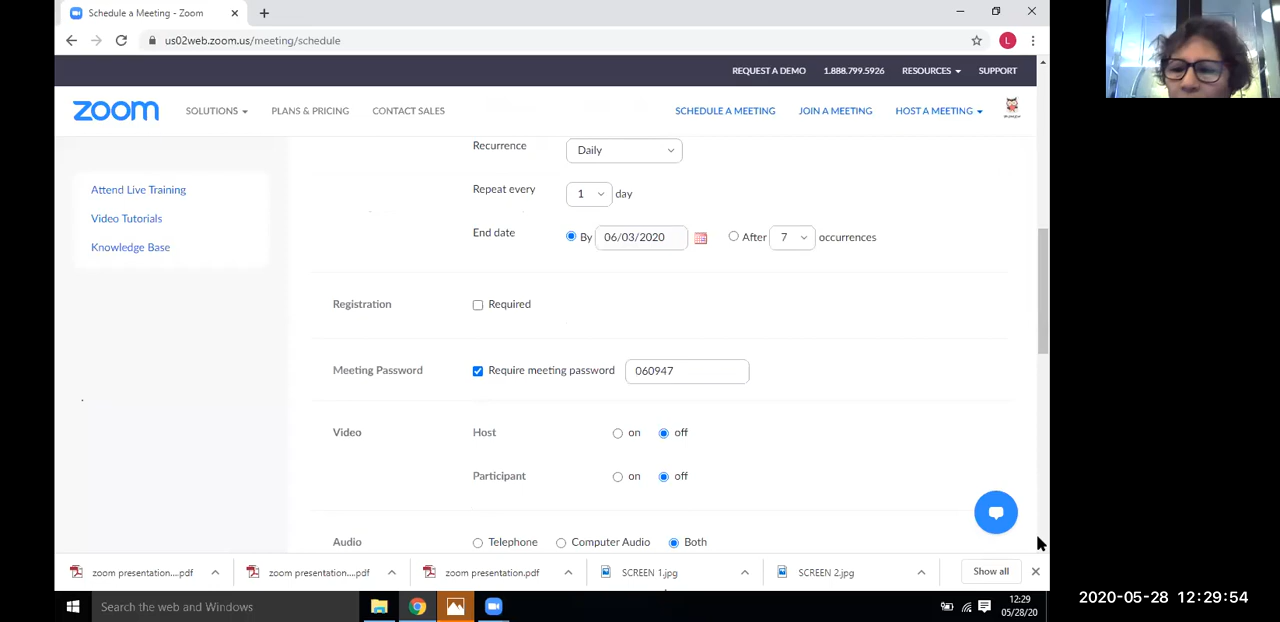 Schedule a Meeting - Zoom
us02web.zoom.us/meeting/schedule
L
REQUEST A DEMO 1.888.799.5926 RESOURCES SUPPORT
zoom SOLUTIONS PLANS & PRICING CONTACT SALES SCHEDULE A MEETING JOIN A MEETING HOST A MEETING
Attend Live Training
Video Tutorials
Knowledge Base
Recurrence Daily
Repeat every 1 day
End date By 06/03/2020 After 7 occurrences
Registration Required
Meeting Password Require meeting password 060947
Video Host on off
Participant on off
Audio Telephone Computer Audio Both
zoom presentation....pdf zoom presentation....pdf zoom presentation.pdf SCREEN 1.jpg SCREEN 2.jpg Show all
Search the web and Windows
12:29
05/28/20
2020-05-28 12:29:54